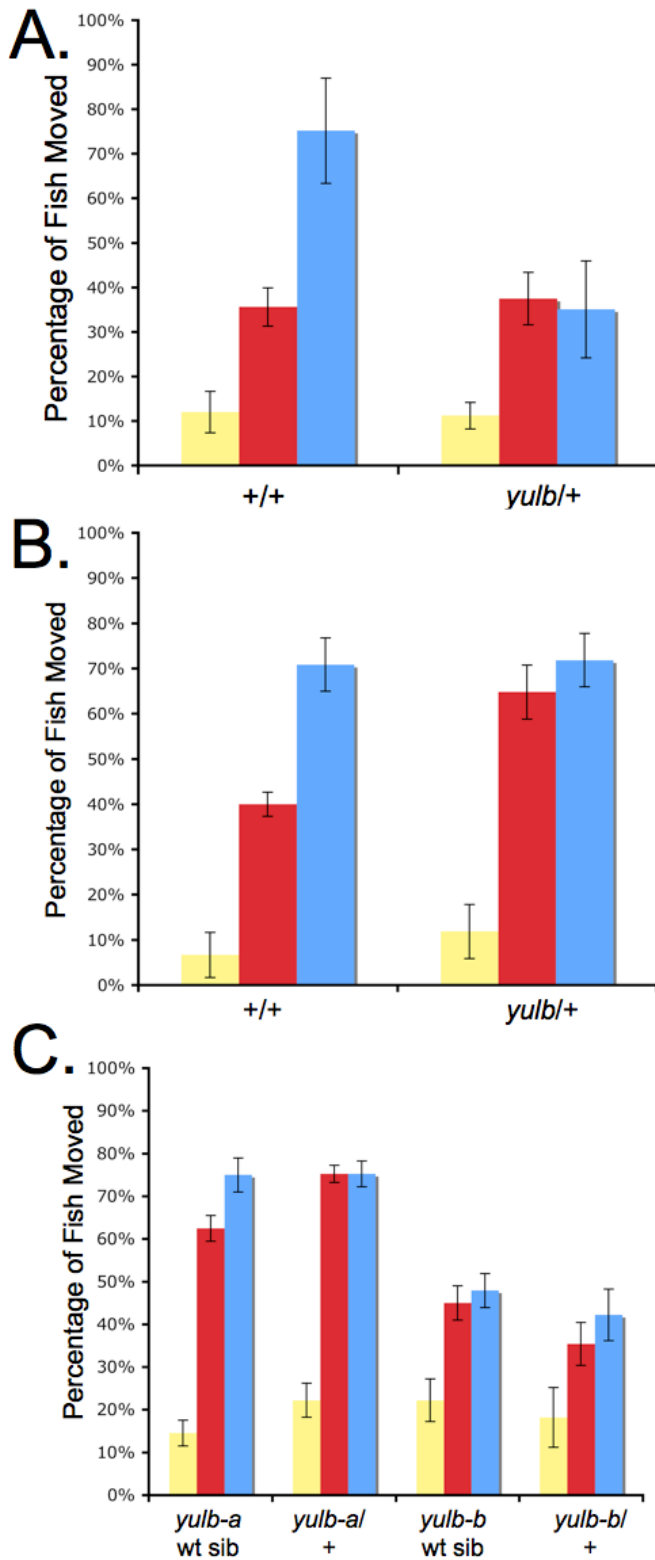 A.
Percentage of Fish Moved
100%
90%
80%
70%
60%
50%
40%
30%
20%
10%
0%
+/+
yulb/+
B.
Percentage of Fish Moved
100%
90%
80%
70%
60%
50%
40%
30%
20%
10%
0%
+/+
yulb/+
C.
Percentage of Fish Moved
100%
90%
80%
70%
60%
50%
40%
30%
20%
10%
0%
yulb-a
wt sib
yulb-a/
+
yulb-b
wt sib
yulb-b/
+